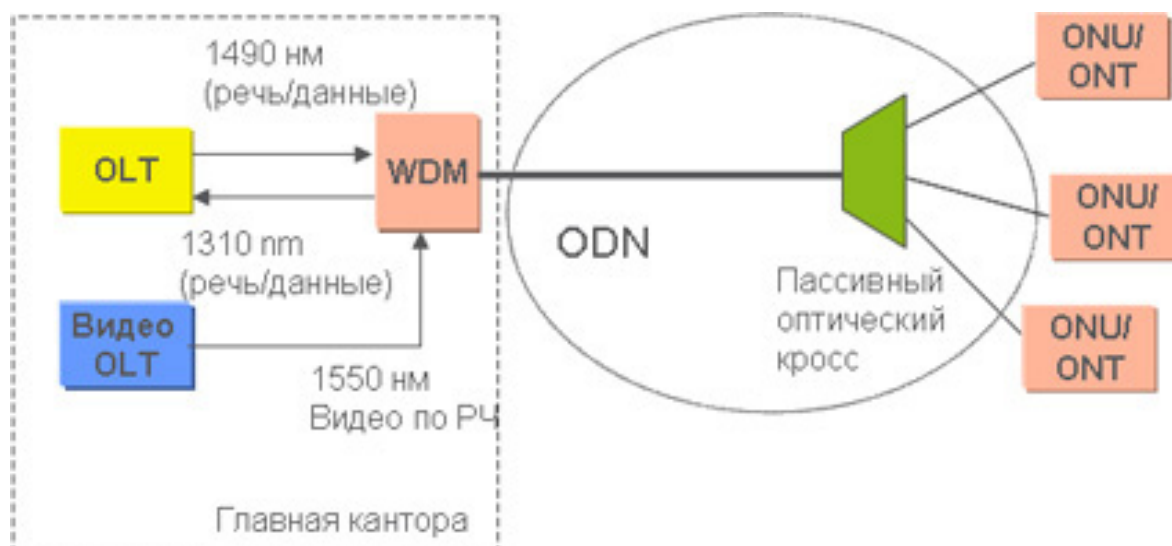 1490 нм
(речь/данные)
OLT
WDM
1310 nm
(речь/данные)
Видео
OLT
1550 нм
Видео по РЧ
Главная кантора
ODN
Пассивный
оптический
кросс
ONU/
ONT
ONU/
ONT
ONU/
ONT